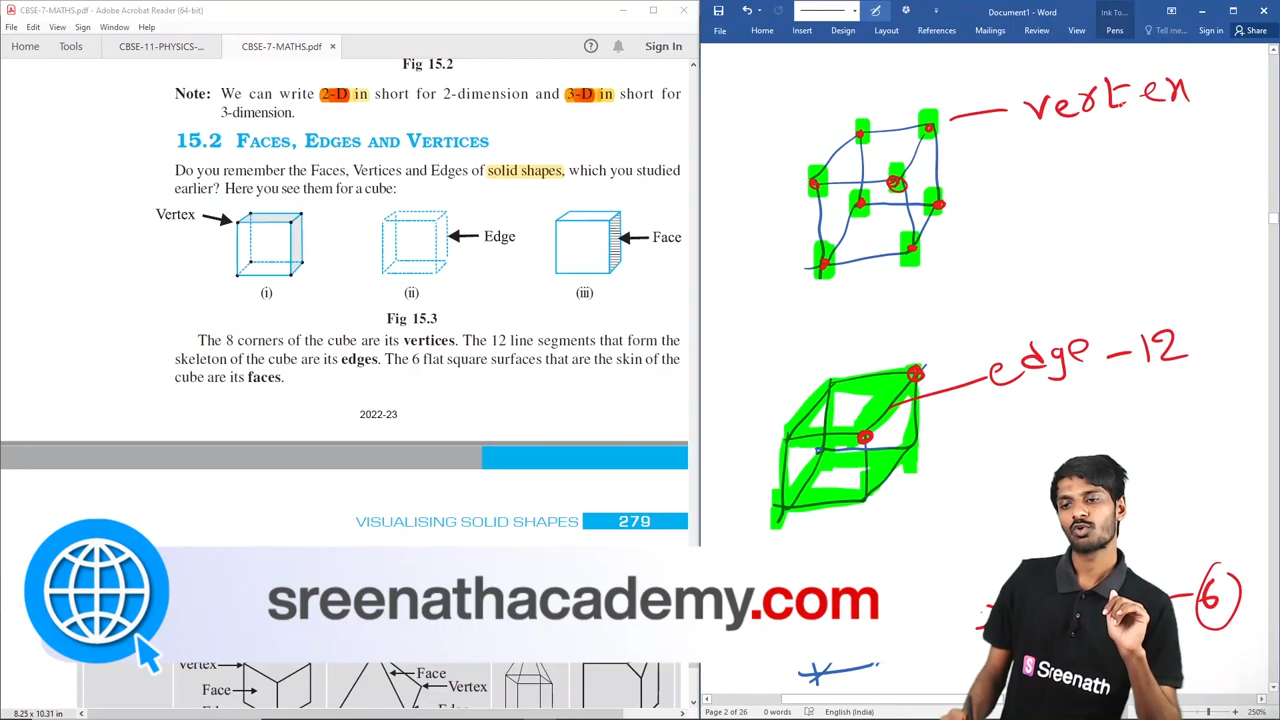 CBSE-7-MATHS.pdf - Adobe Acrobat Reader (64-bit)
File Edit View Sign Window Help
Home Tools CBSE-11-PHYSICS-... CBSE-7-MATHS.pdf × Sign In
Fig 15.2
Note: We can write 2-D in short for 2-dimension and 3-D in short for
3-dimension.
15.2 FACES, EDGES AND VERTICES
Do you remember the Faces, Vertices and Edges of solid shapes, which you studied
lier? Here you see them for a cube:
Vertex
Edge
Face
(i) (ii) (iii)
Fig 15.3
The 8 corners of the cube are its vertices. The 12 line segments that form the
skeleton of the cube are its edges. The 6 flat square surfaces that are the skin of the
cube are its faces.
2022-23
VISUALISING SOLID SHAPES 279
Vertex
Face
Face
Vertex
8.25 x 10.31 in
Document1 - Word
Ink To...
File Home Insert Design Layout References Mailings Review View Pens Tell me... Sign in Share
vertex
edge - 12
- 6
Page 2 of 26 0 words English (India) 250%
sreenathacademy.com
S Sreenath